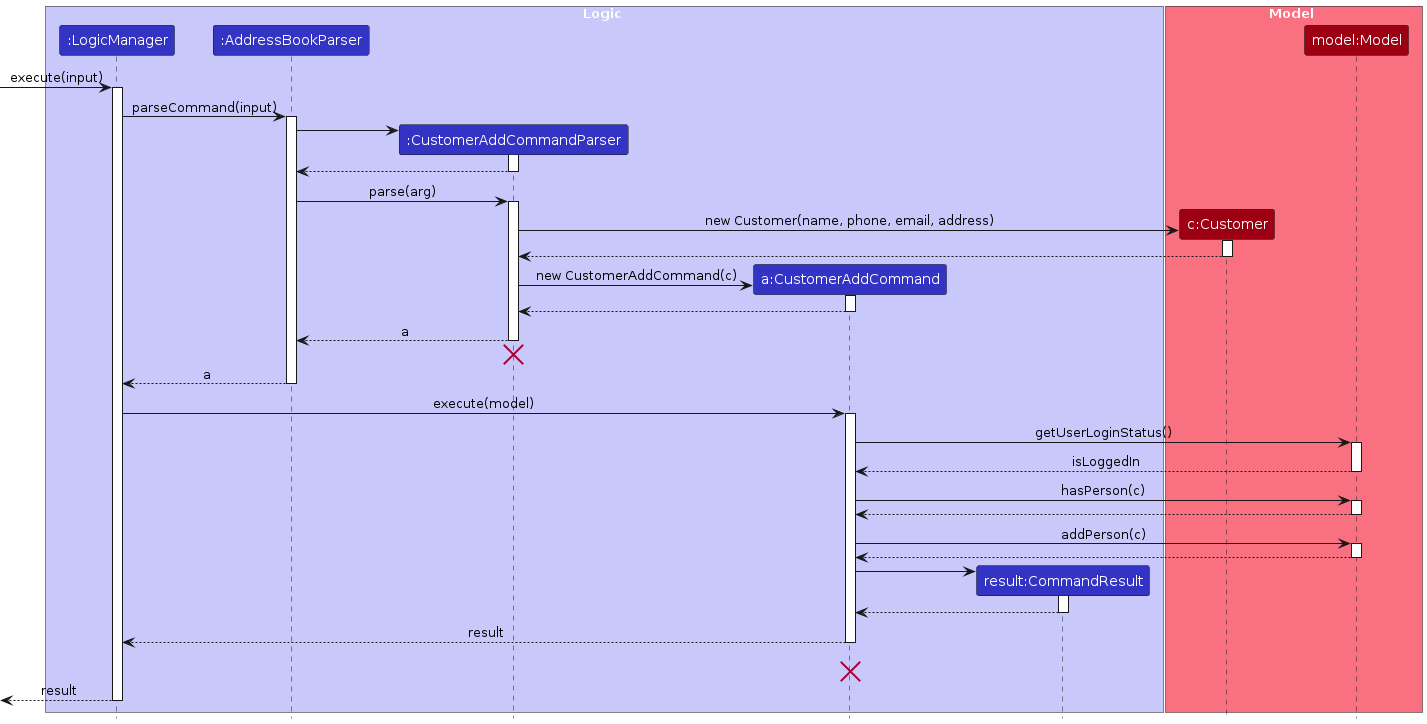 Logic
Model
:LogicManager
:AddressBookParser
model:Model
execute(input)
parseCommand(input)
:CustomerAddCommandParser
parse(arg)
new Customer(name, phone, email, address)
c:Customer
new CustomerAddCommand(c)
a:CustomerAddCommand
a
a
execute(model)
getUserLoginStatus()
isLoggedIn
hasPerson(c)
addPerson(c)
result:CommandResult
result
result